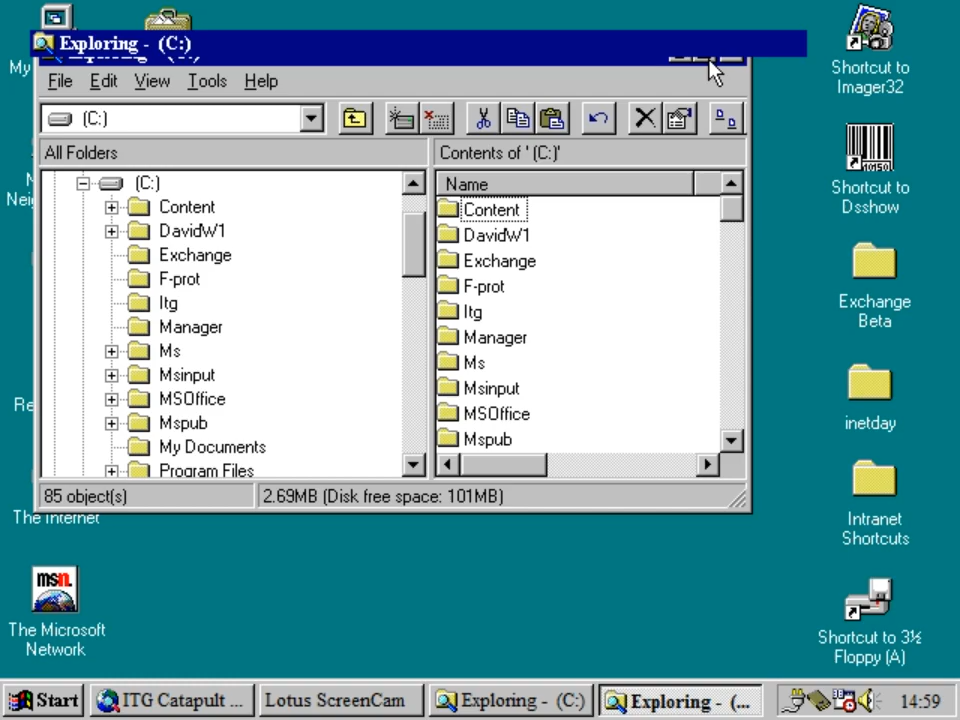 Exploring - (C:)
My
File Edit View Tools Help
(C:)
All Folders
Contents of '(C:)'
(C:)
Content
DavidW1
Exchange
F-prot
Itg
Manager
Ms
Msinput
MSOffice
Mspub
My Documents
Program Files
Name
Content
DavidW1
Exchange
F-prot
Itg
Manager
Ms
Msinput
MSOffice
Mspub
85 object(s)
2.69MB (Disk free space: 101MB)
Nei
Re
The Internet
msn.
The Microsoft
Network
Shortcut to
Imager32
10150
Shortcut to
Dsshow
Exchange
Beta
inetday
Intranet
Shortcuts
Shortcut to 3½
Floppy (A)
Start
ITG Catapult ...
Lotus ScreenCam
Exploring - (C:)
Exploring - (...
14:59